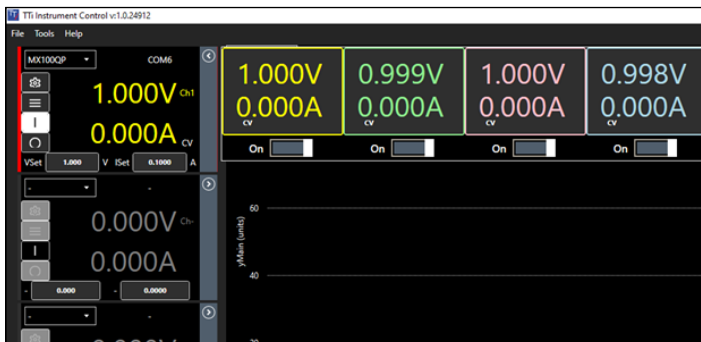 TTi Instrument Control v:1.0.24912
File Tools Help
MX100QP COM6
1.000V Ch1
0.000A CV
VSet 1.000 V ISet 0.1000 A
1.000V 0.999V 1.000V 0.998V
0.000A 0.000A 0.000A 0.000A
CV CV CV CV
On On On On
- -
0.000V Ch-
0.000A
- 0.000 - 0.0000
- -
60
yMain (units)
40